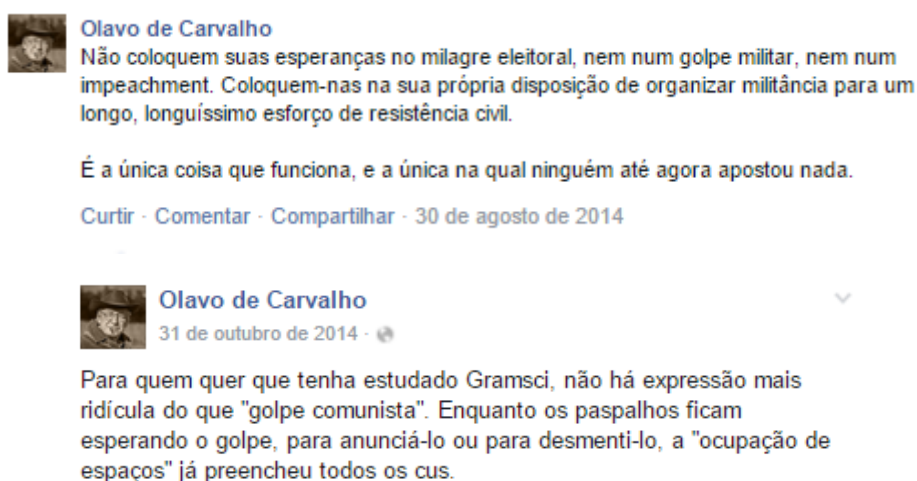 Olavo de Carvalho
Não coloquem suas esperanças no milagre eleitoral, nem num golpe militar, nem num
impeachment. Coloquem-nas na sua própria disposição de organizar militância para um
longo, longuíssimo esforço de resistência civil.
É a única coisa que funciona, e a única na qual ninguém até agora apostou nada.
Curtir · Comentar · Compartilhar · 30 de agosto de 2014
Olavo de Carvalho
31 de outubro de 2014 ·
Para quem quer que tenha estudado Gramsci, não há expressão mais
ridícula do que "golpe comunista". Enquanto os paspalhos ficam
esperando o golpe, para anunciá-lo ou para desmenti-lo, a "ocupação de
espaços" já preencheu todos os cus.